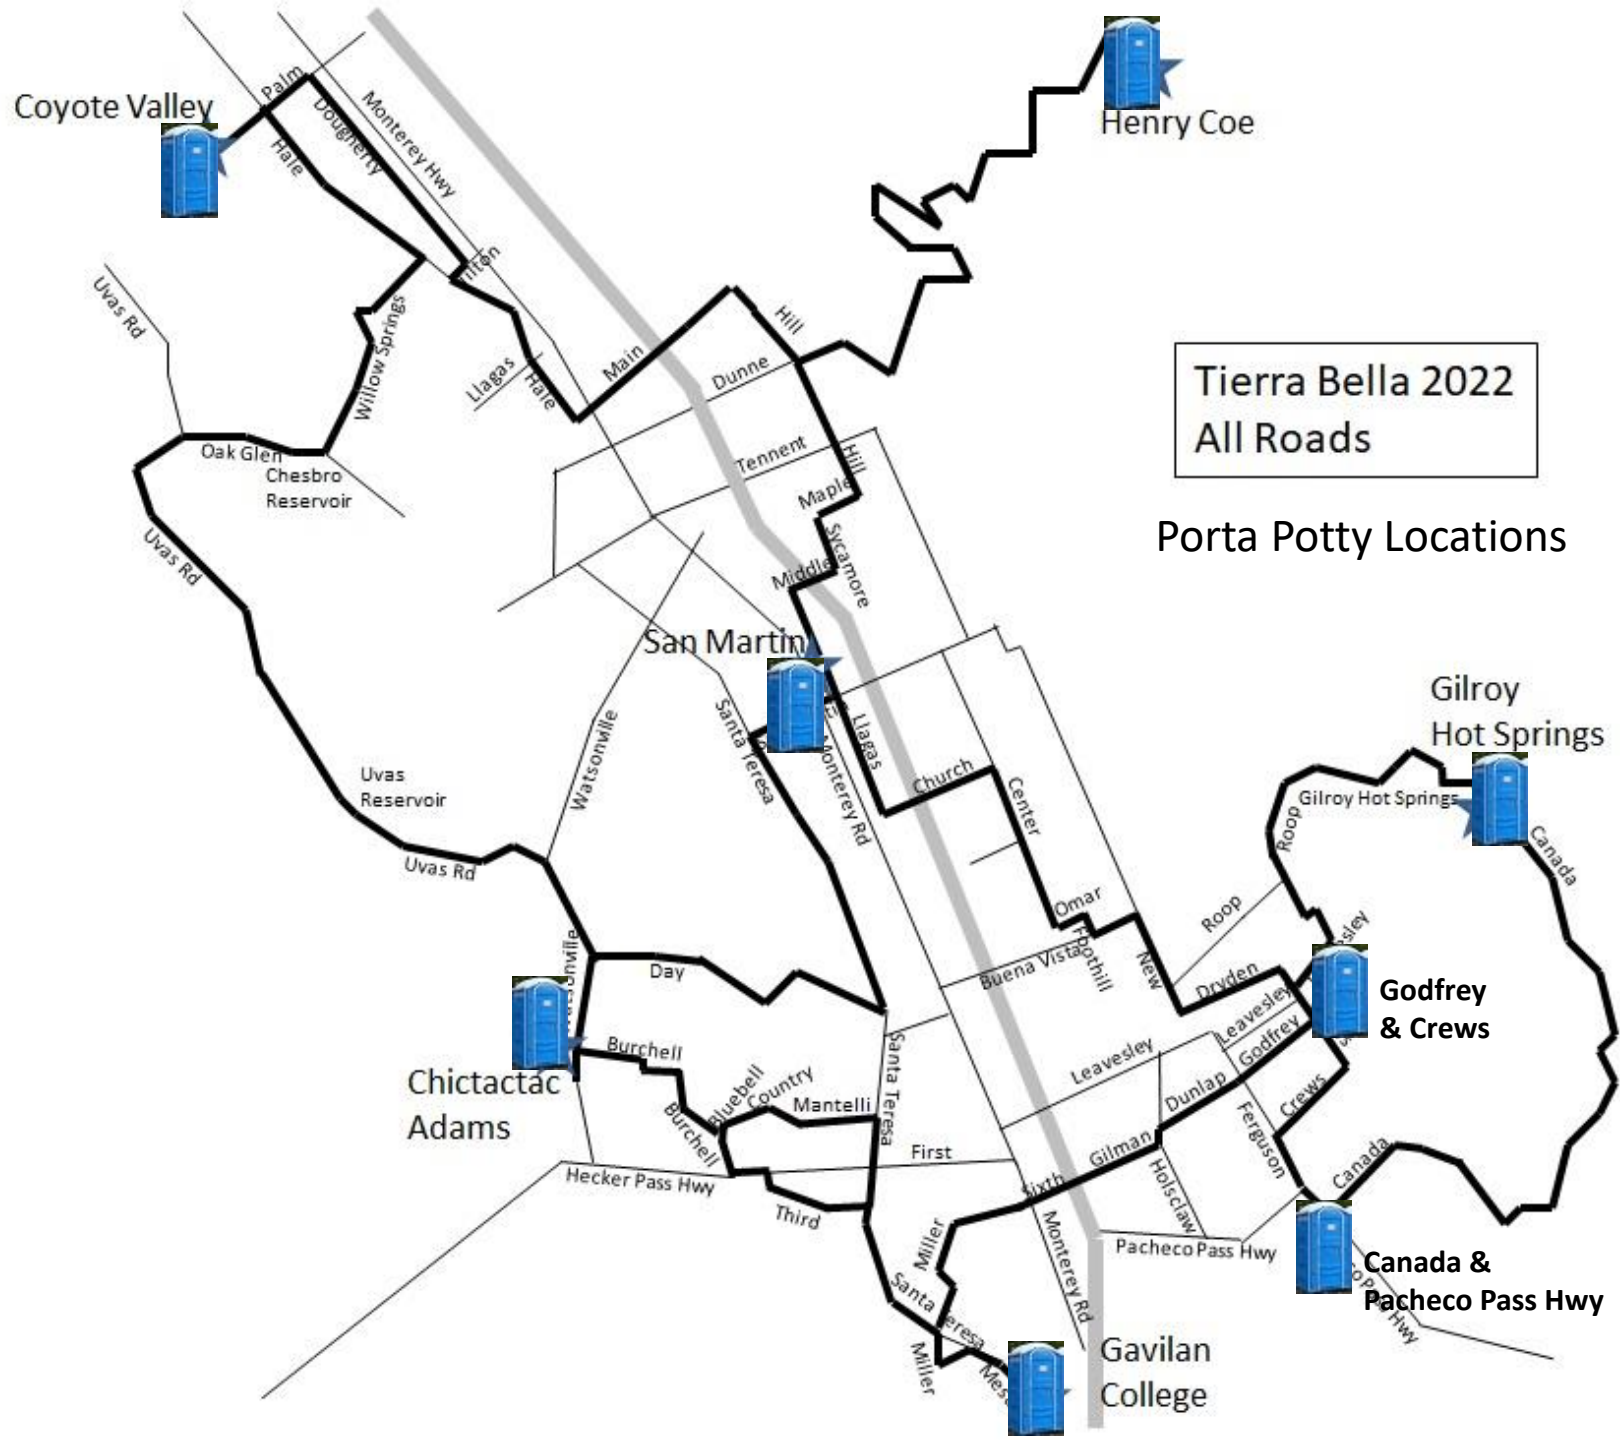 Palm
Coyote Valley
Dougherty
Monterey Hwy
Henry Coe
Hale
Uvas Rd
Willow Springs
Llagas
Hale
Main
Hill
Dunne
Tierra Bella 2022
All Roads
Oak Glen
Chesbro
Reservoir
Tennent
Hill
Maple
Porta Potty Locations
Uvas Rd
Sycamore
Middle
San Martin
Santa Teresa
Watsonville
Monterey Rd
Llagas
Gilroy
Hot Springs
Uvas
Reservoir
Church
Center
Gilroy Hot Springs
Roop
Canada
Uvas Rd
Omar
Roop
Foothill
Buena Vista
New
Day
Dryden
Godfrey
& Crews
Leavesley
Godfrey
Burchell
Santa Teresa
Leavesley
Chictactac
Adams
Bluebell
Country
Mantelli
Burchell
Dunlap
Crews
Ferguson
Gilman
First
Canada
Hecker Pass Hwy
Holsclaw
Sixth
Third
Miller
Monterey Rd
Pacheco Pass Hwy
Canada &
Pacheco Pass Hwy
Santa Teresa
Miller
Gavilan
College